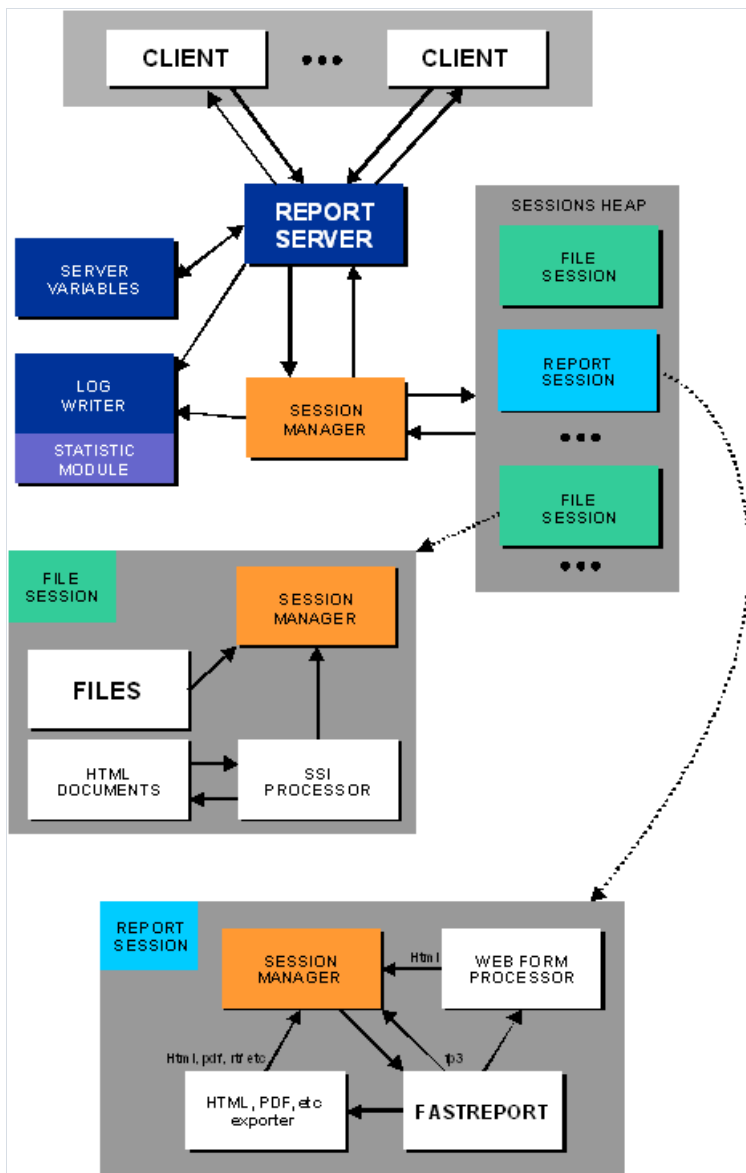 CLIENT
•••
CLIENT
REPORT
SERVER
SESSIONS HEAP
FILE
SESSION
SERVER
VARIABLES
REPORT
SESSION
LOG
WRITER
SESSION
MANAGER
•••
STATISTIC
MODULE
FILE
SESSION
•••
FILE
SESSION
SESSION
MANAGER
FILES
HTML
DOCUMENTS
SSI
PROCESSOR
REPORT
SESSION
SESSION
MANAGER
Html
WEB FORM
PROCESSOR
Html, pdf, rtf etc
fp3
HTML, PDF, etc
exporter
FASTREPORT